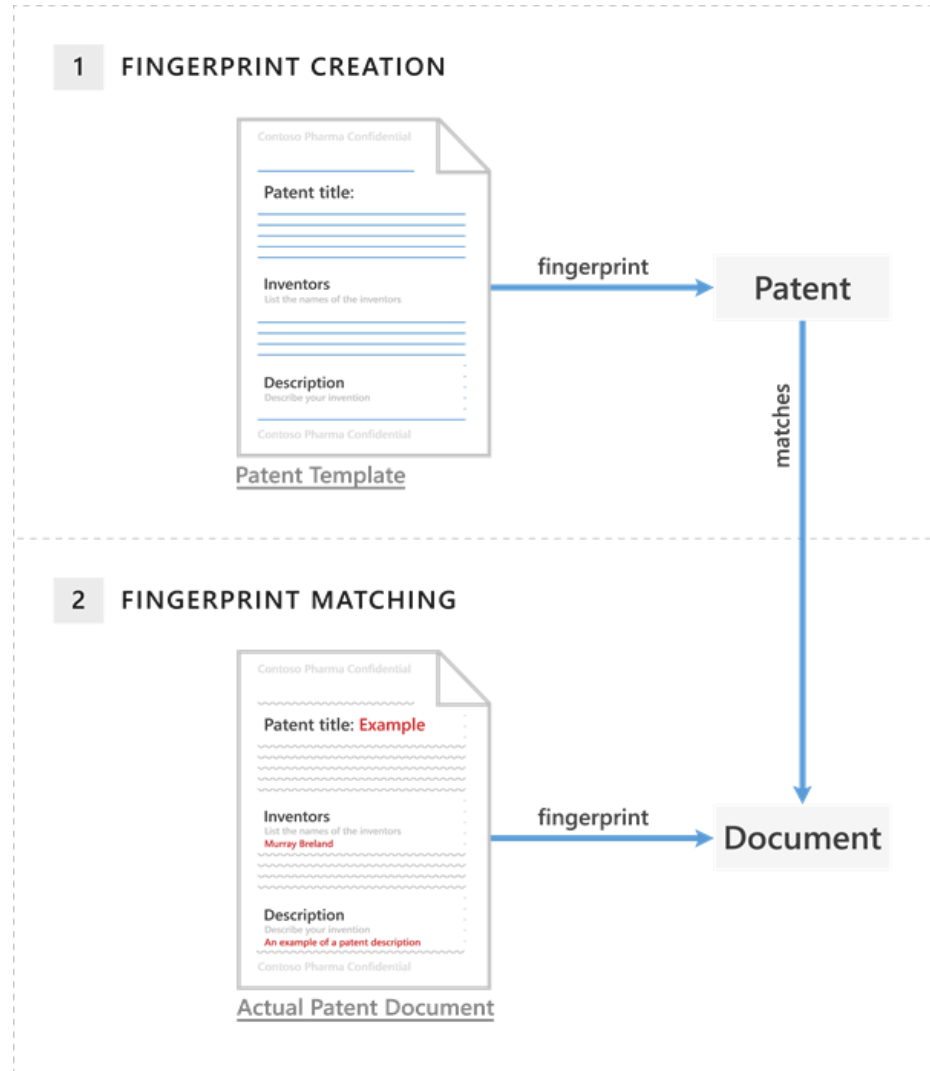 1 FINGERPRINT CREATION
Contoso Pharma Confidential
Patent title:
Inventors
List the names of the inventors
Description
Describe your invention
Contoso Pharma Confidential
Patent Template
fingerprint
Patent
matches
2 FINGERPRINT MATCHING
Contoso Pharma Confidential
Patent title: Example
Inventors
List the names of the inventors
Murray Breland
Description
Describe your invention
An example of a patent description
Contoso Pharma Confidential
Actual Patent Document
fingerprint
Document